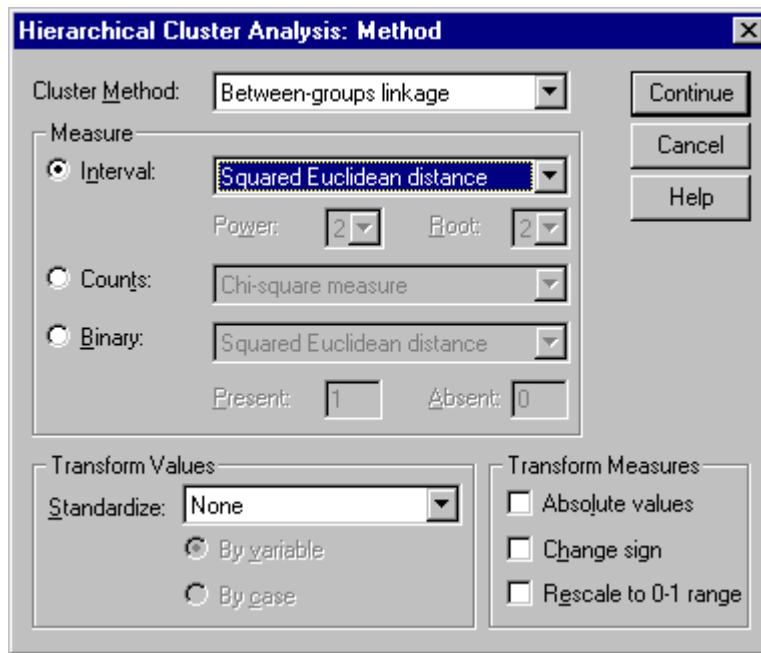 Hierarchical Cluster Analysis: Method
Cluster Method: Between-groups linkage
Continue
Cancel
Help
Measure
Interval: Squared Euclidean distance
Power: 2 Root: 2
Counts: Chi-square measure
Binary: Squared Euclidean distance
Present: 1 Absent: 0
Transform Values
Standardize: None
By variable
By case
Transform Measures
Absolute values
Change sign
Rescale to 0-1 range